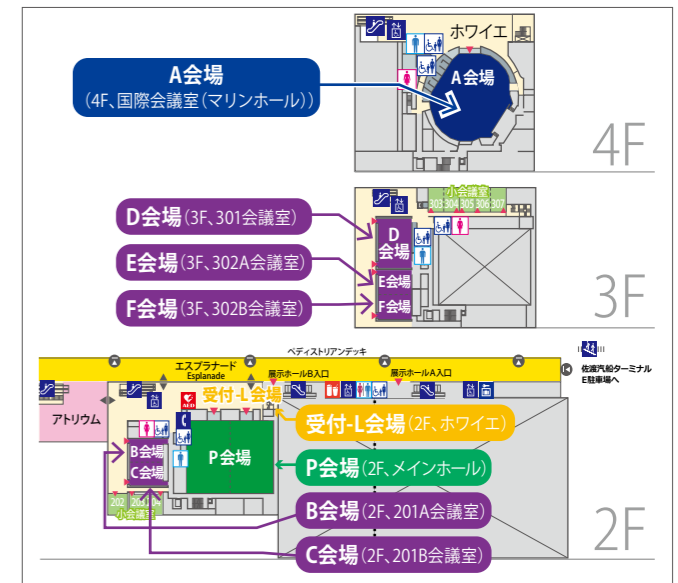 ホワイエ
A会場
A会場
(4F、国際会議室(マリンホール))
4F
小会議室
303 304 305 306 307
D会場(3F、301会議室)
D
会場
E会場(3F、302A会議室)
E会場
F会場(3F、302B会議室)
F会場
3F
ペディストリアンデッキ
エスプラナード
Esplanade
展示ホールB入口
展示ホールA入口
佐渡汽船ターミナル
E駐車場へ
アトリウム
AED
受付-L会場
受付-L会場(2F、ホワイエ)
B会場
C会場
P会場
P会場(2F、メインホール)
202 203 204
小会議室
B会場(2F、201A会議室)
C会場(2F、201B会議室)
2F